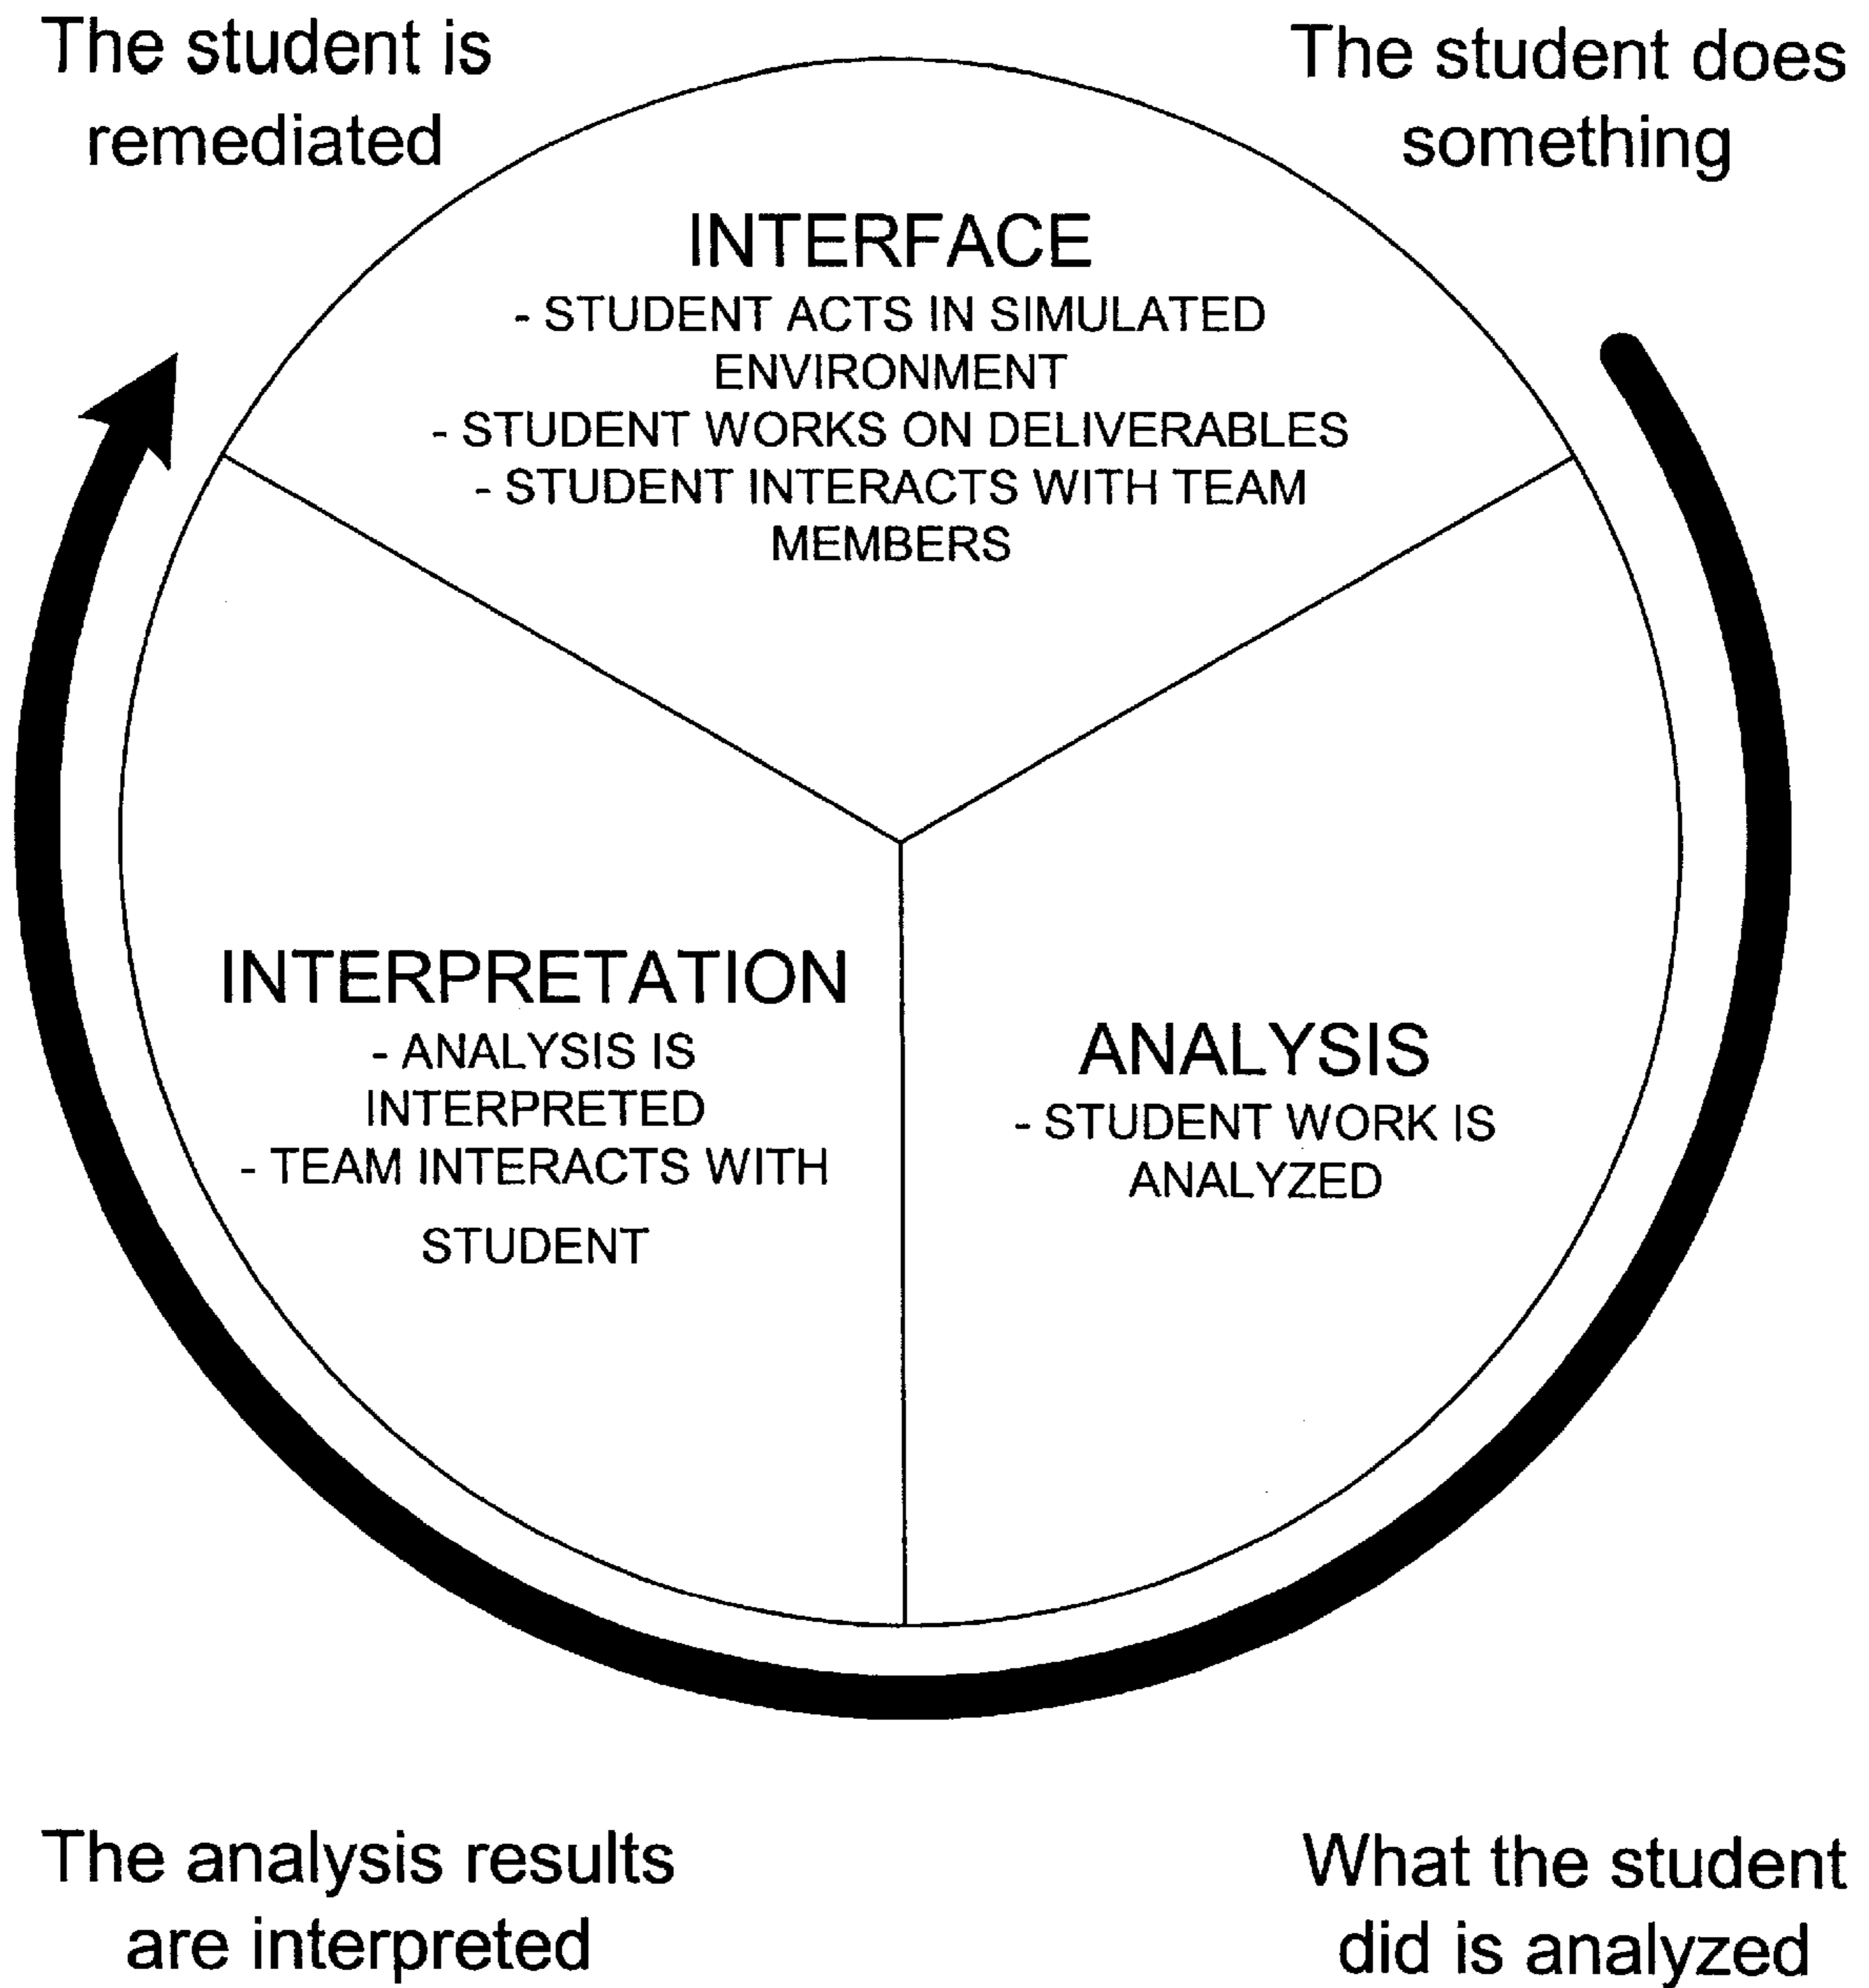 The student is
remediated
The student does
something
INTERFACE
- STUDENT ACTS IN SIMULATED
ENVIRONMENT
- STUDENT WORKS ON DELIVERABLES
- STUDENT INTERACTS WITH TEAM
MEMBERS
INTERPRETATION
- ANALYSIS IS
INTERPRETED
- TEAM INTERACTS WITH
STUDENT
ANALYSIS
- STUDENT WORK IS
ANALYZED
The analysis results
are interpreted
What the student
did is analyzed